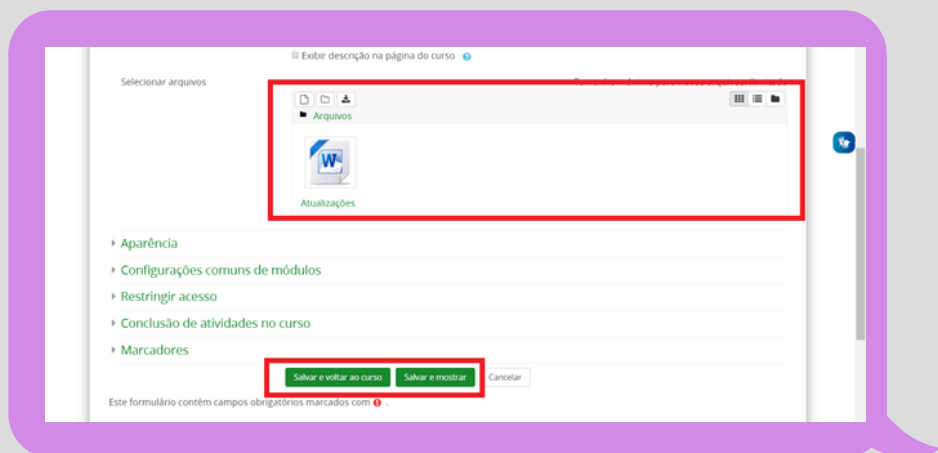 Exibir descrição na página do curso
Selecionar arquivos
Arquivos
W
Atualizações
Aparência
Configurações comuns de módulos
Restringir acesso
Conclusão de atividades no curso
Marcadores
Salvar e voltar ao curso Salvar e mostrar Cancelar
Este formulário contém campos obrigatórios marcados com .